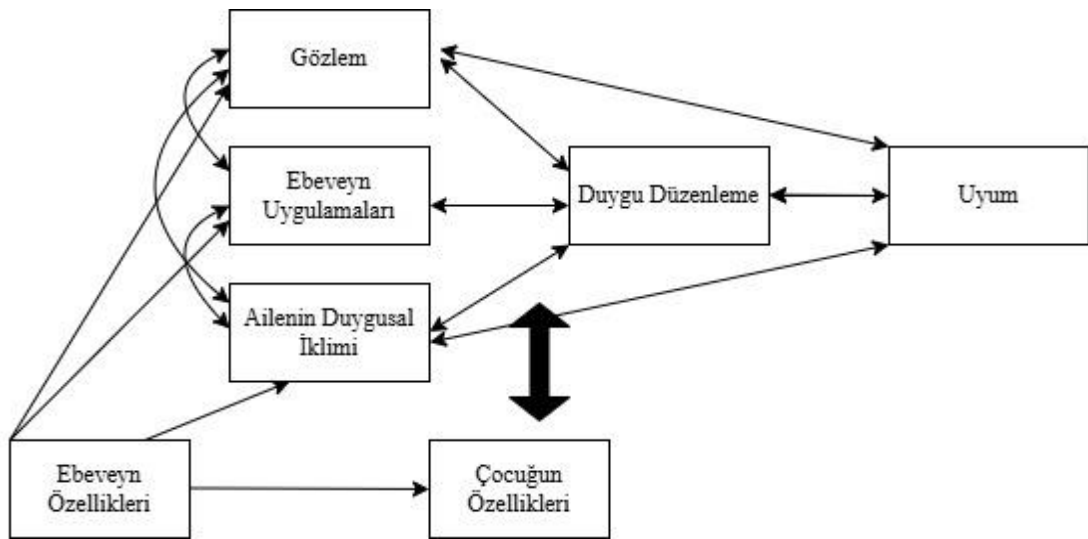 Gözlem
Ebeveyn
Uygulamaları
Duygu Düzenleme
Uyum
Ailenin Duygusal
İklimi
Ebeveyn
Özellikleri
Çocuğun
Özellikleri